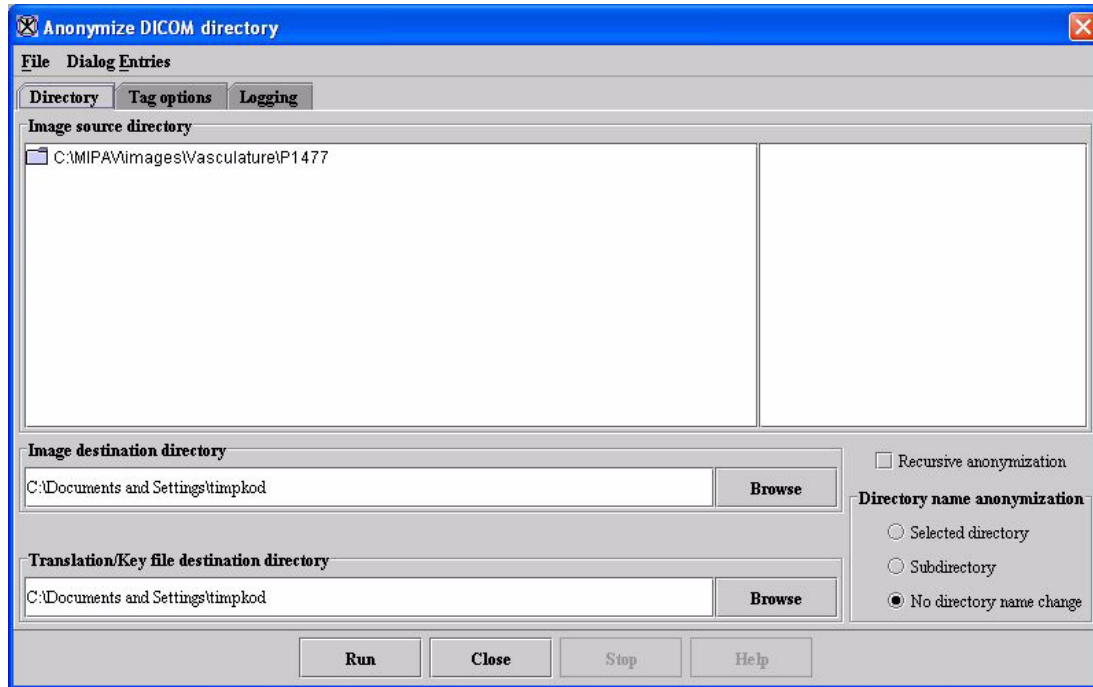 Anonymize DICOM directory
File Dialog Entries
Directory Tag options Logging
Image source directory
C:\MIPAV\images\Vasculature\P1477
Image destination directory
C:\Documents and Settings\timpkod Browse
Recursive anonymization
Directory name anonymization
Selected directory
Translation/Key file destination directory
Subdirectory
C:\Documents and Settings\timpkod Browse
No directory name change
Run Close Stop Help